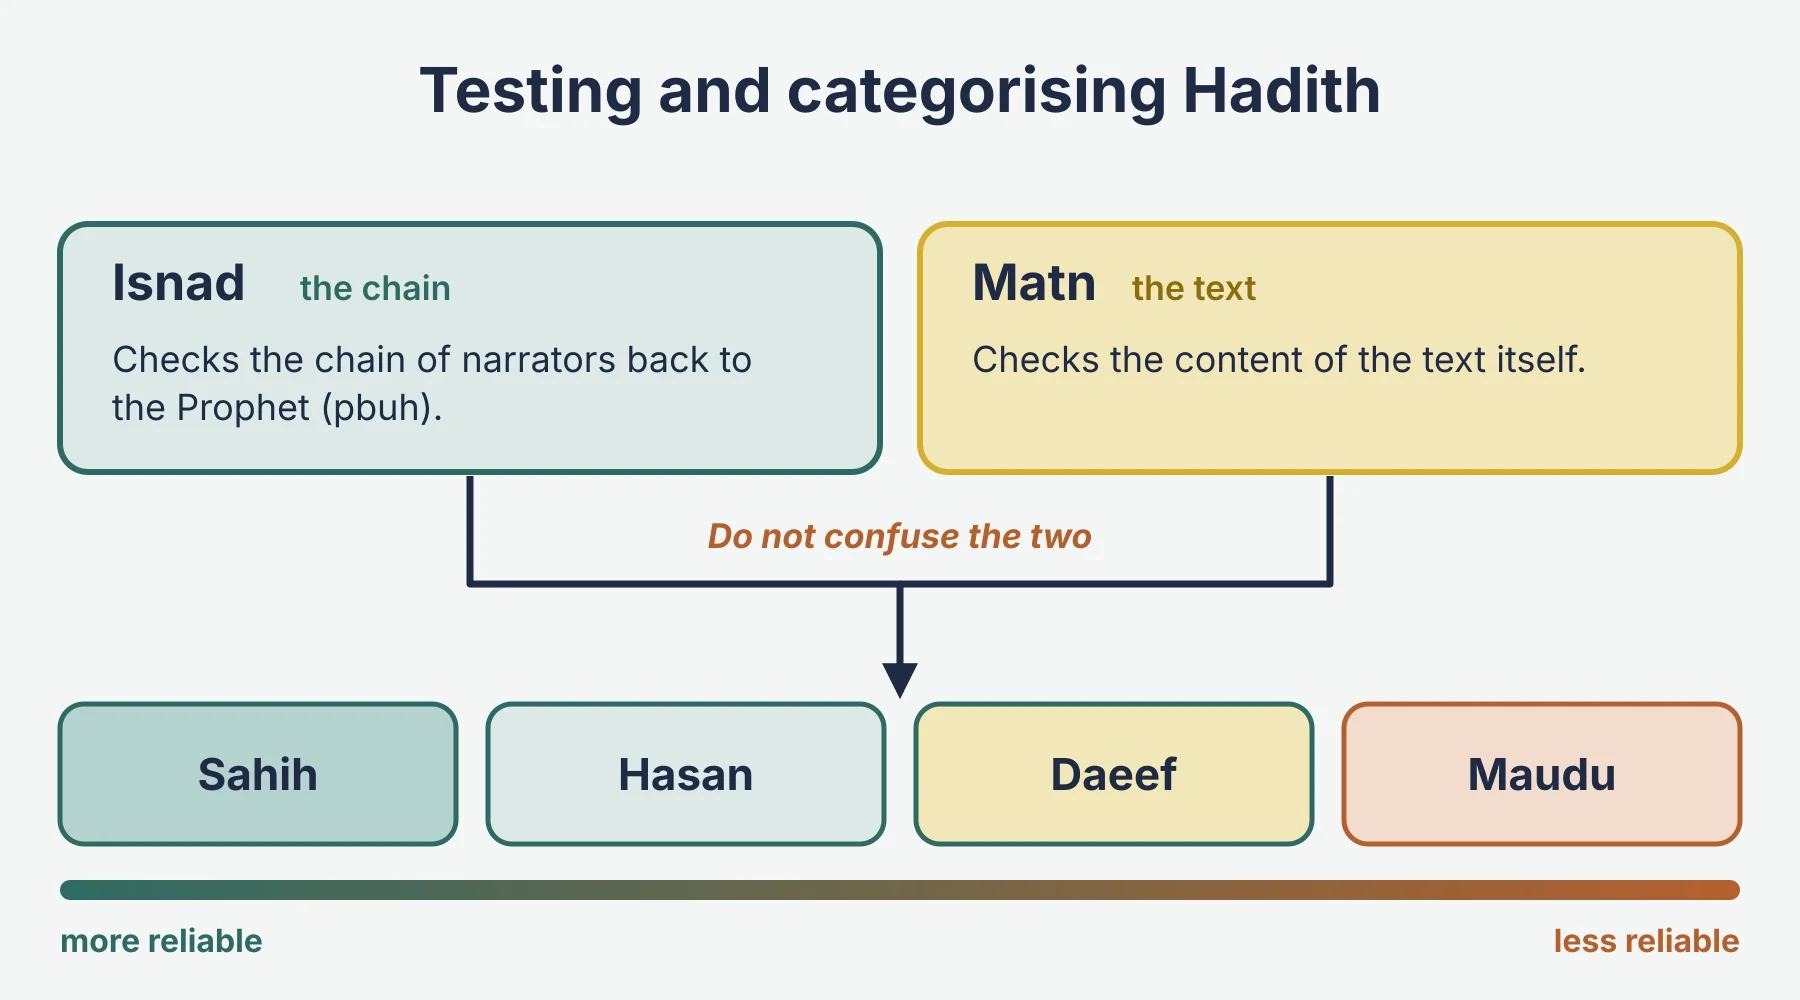 Testing and categorising Hadith
Isnad the chain
Checks the chain of narrators back to
the Prophet (pbuh).
Matn the text
Checks the content of the text itself.
Do not confuse the two
Sahih
Hasan
Daeef
Maudu
more reliable
less reliable